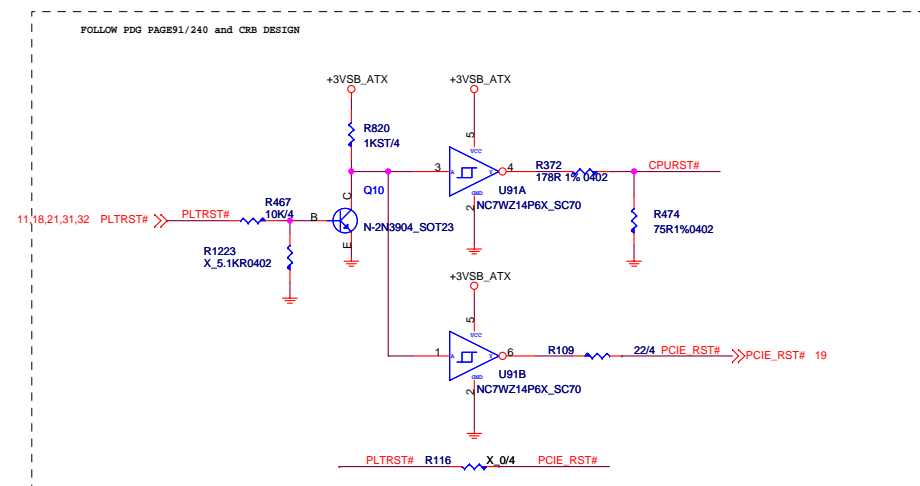 FOLLOW PDG PAGE91/240 and CRB DESIGN
+3VSB_ATX
+3VSB_ATX
R820
1KST/4
5
VCC
3
A
Y
4
R372
178R 1% 0402
CPURST#
GND
2
U91A
NC7WZ14P6X_SC70
R474
75R1%0402
C
Q10
11,18,21,31,32
PLTRST#
PLTRST#
R467
10K/4
B
N-2N3904_SOT23
E
R1223
X_5.1KR0402
+3VSB_ATX
5
VCC
1
A
Y
6
R109
22/4
PCIE_RST#
PCIE_RST#
19
GND
2
U91B
NC7WZ14P6X_SC70
PLTRST#
R116
X_0/4
PCIE_RST#